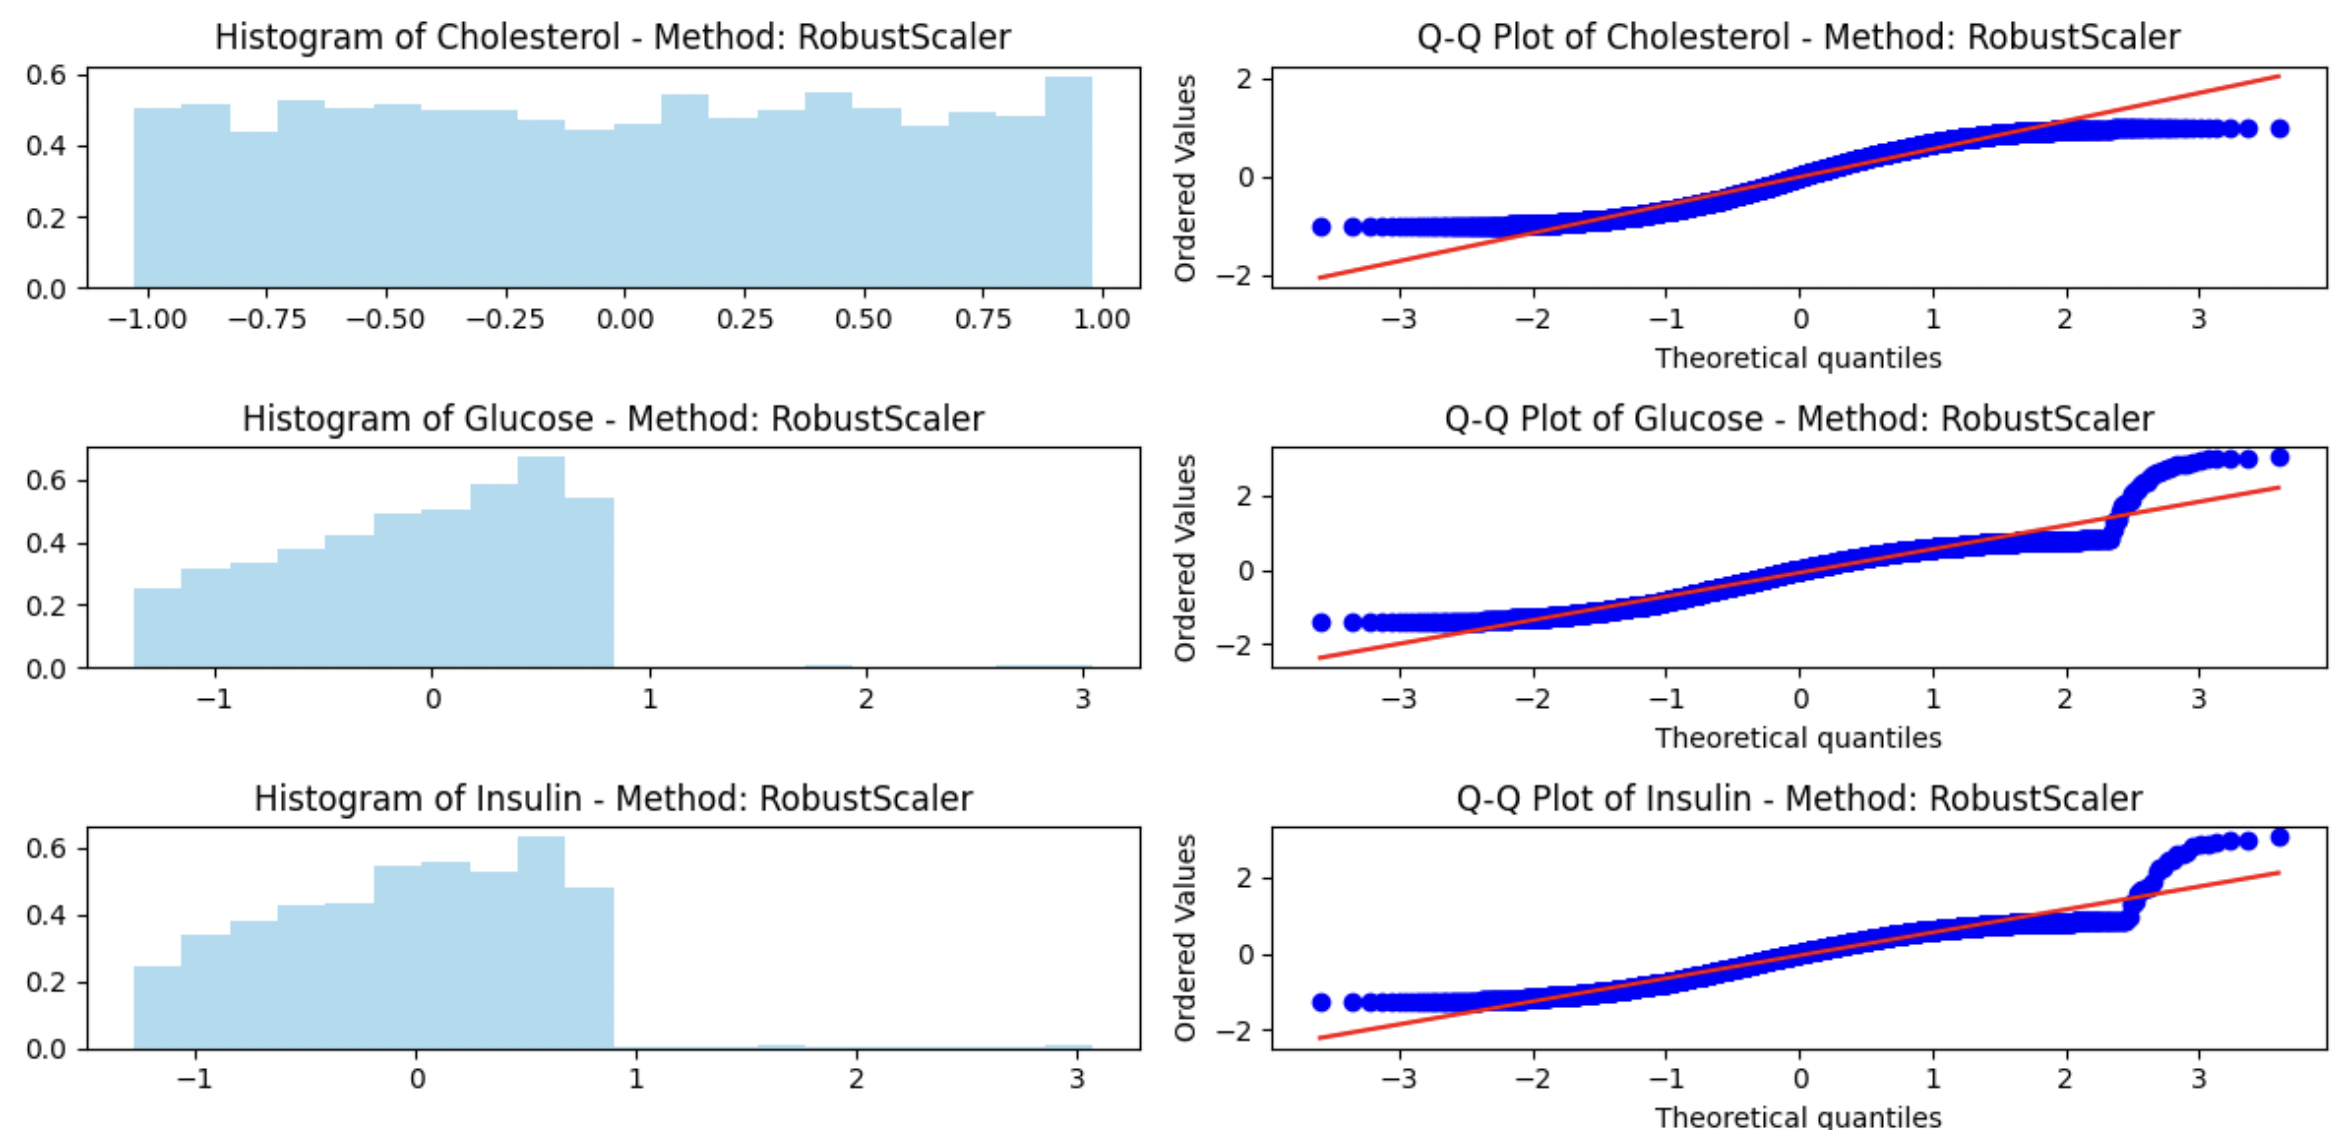 Histogram of Cholesterol - Method: RobustScaler
0.6
0.4
0.2
0.0
−1.00 −0.75 −0.50 −0.25 0.00 0.25 0.50 0.75 1.00
Q-Q Plot of Cholesterol - Method: RobustScaler
Ordered Values
2
0
−2
−3 −2 −1 0 1 2 3
Theoretical quantiles
Histogram of Glucose - Method: RobustScaler
0.6
0.4
0.2
0.0
−1 0 1 2 3
Q-Q Plot of Glucose - Method: RobustScaler
Ordered Values
2
0
−2
−3 −2 −1 0 1 2 3
Theoretical quantiles
Histogram of Insulin - Method: RobustScaler
0.6
0.4
0.2
0.0
−1 0 1 2 3
Q-Q Plot of Insulin - Method: RobustScaler
Ordered Values
2
0
−2
−3 −2 −1 0 1 2 3
Theoretical quantiles